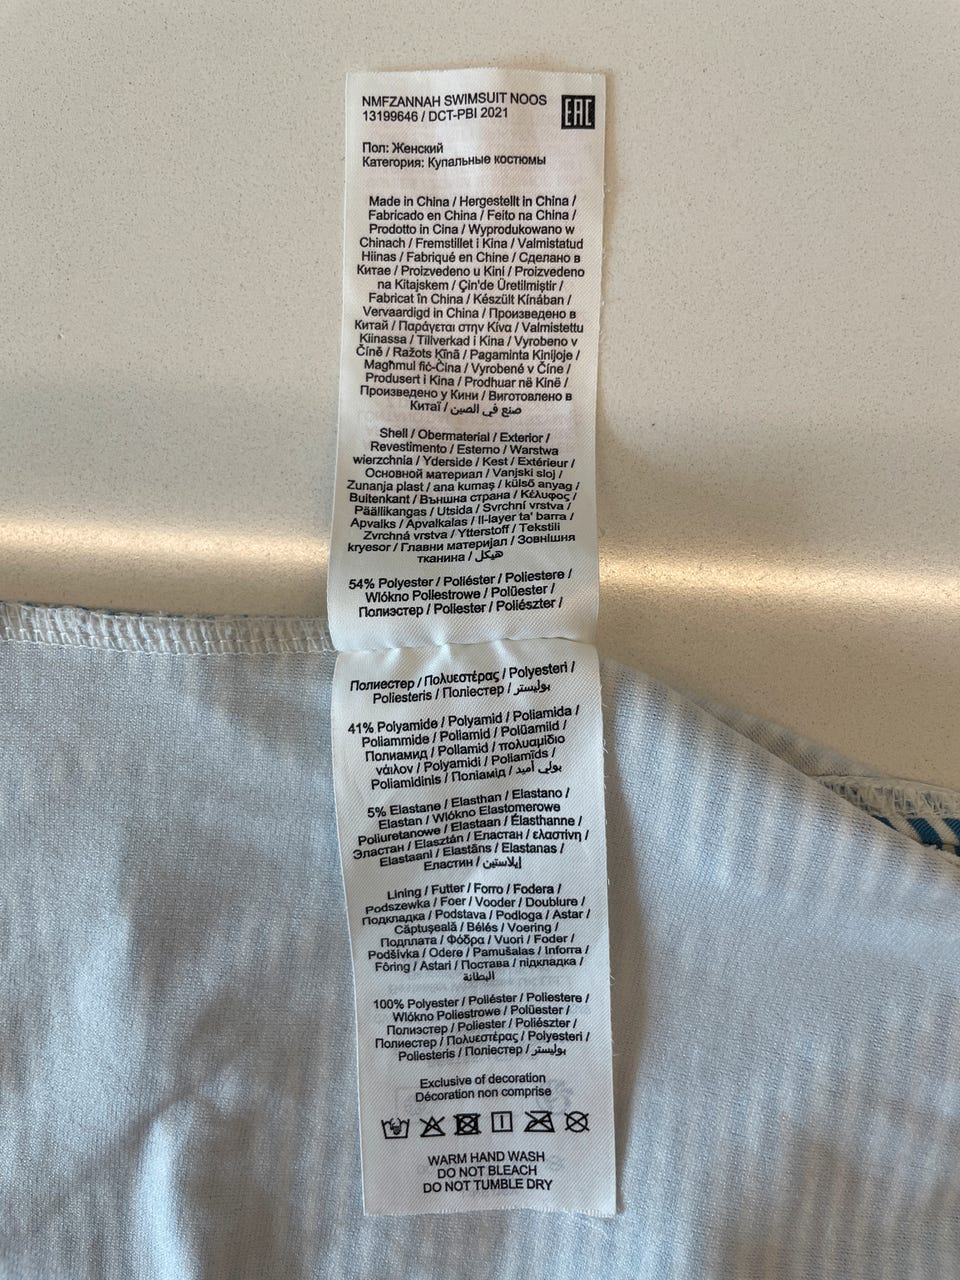 NMFZANNAH SWIMSUIT NOOS
13199646 / DCT-PBI 2021
EAC
Пол: Женский
Категория: Купальные костюмы
Made in China / Hergestellt in China /
Fabricado en China / Feito na China /
Prodotto in Cina / Wyprodukowano w
Chinach / Fremstillet i Kina / Valmistatud
Hiinas / Fabriqué en Chine / Сделано в
Китае / Proizvedeno u Kini / Proizvedeno
na Kitajskem / Çin'de Üretilmiştir /
Fabricat în China / Készült Kínában /
Vervaardigd in China / Произведено в
Китай / Παράγεται στην Κίνα / Valmistettu
Kiinassa / Tillverkad i Kina / Vyrobeno v
Číně / Ražots Ķīnā / Pagaminta Kinijoje /
Magħmul fiċ-Ċina / Vyrobené v Číne /
Produsert i Kina / Prodhuar në Kinë /
Произведено у Кини / Виготовлено в
Китаї / صنع في الصين
Shell / Obermaterial / Exterior /
Revestimento / Esterno / Warstwa
wierzchnia / Yderside / Kest / Extérieur /
Основной материал / Vanjski sloj /
Zunanja plast / ana kumaş / külső anyag /
Buitenkant / Външна страна / Κέλυφος /
Päällikangas / Utsida / Svrchní vrstva /
Apvalks / Apvalkalas / Il-layer ta' barra /
Zvrchná vrstva / Ytterstoff / Tekstili
kryesor / Главни материјал / Зовнішня
тканина / هيكل
54% Polyester / Poliéster / Poliestere /
Wlókno Poliestrowe / Polüester /
Полиэстер / Poliester / Poliészter /
Полиестер / Πολυεστέρας / Polyesteri /
Poliesteris / Поліестер / بوليستر
41% Polyamide / Polyamid / Poliamida /
Poliammide / Poliamid / Polüamiid /
Полиамид / Poliamid / πολυαμίδιο
νάιλον / Polyamidi / Poliamīds /
Poliamidinis / Поліамід / بولي أميد
5% Elastane / Elasthan / Elastano /
Elastan / Wlókno Elastomerowe
Poliuretanowe / Elastaan / Élasthanne /
Эластан / Elasztán / Еластан / ελαστίνη /
Elastaani / Elastāns / Elastanas /
Еластин / إيلاستين
Lining / Futter / Forro / Fodera /
Podszewka / Foer / Vooder / Doublure /
Подкладка / Podstava / Podloga / Astar /
Căptuşeală / Bélés / Voering /
Подплата / Φόδρα / Vuori / Foder /
Podšívka / Odere / Pamušalas / Inforra /
Fôring / Astari / Постава / підкладка /
البطانة
100% Polyester / Poliéster / Poliestere /
Wlókno Poliestrowe / Polüester /
Полиэстер / Poliester / Poliészter /
Полиестер / Πολυεστέρας / Polyesteri /
Poliesteris / Поліестер / بوليستر
Exclusive of decoration
Décoration non comprise
WARM HAND WASH
DO NOT BLEACH
DO NOT TUMBLE DRY